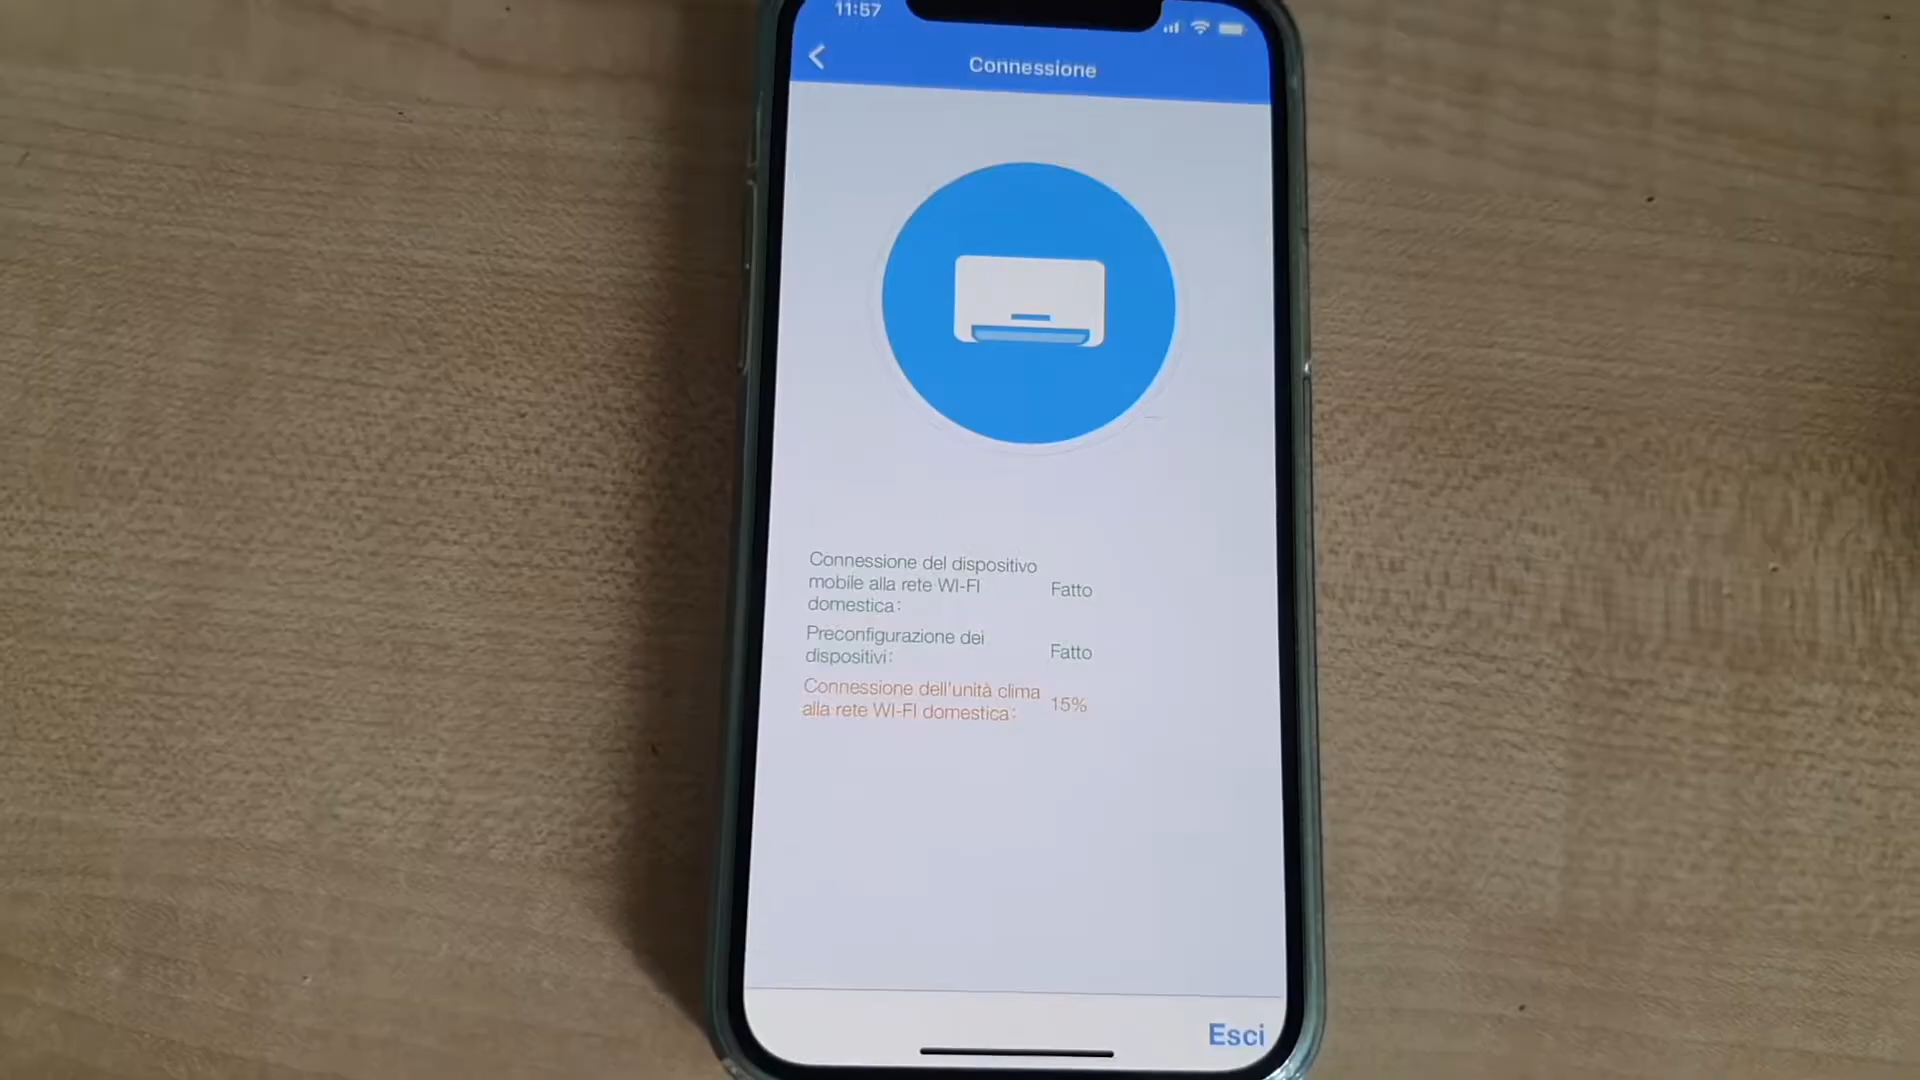 11:57
Connessione
Connessione del dispositivo
mobile alla rete WI-FI
domestica:
Fatto
Preconfigurazione dei
dispositivi:
Fatto
Connessione dell'unità clima
alla rete WI-FI domestica:
15%
Esci